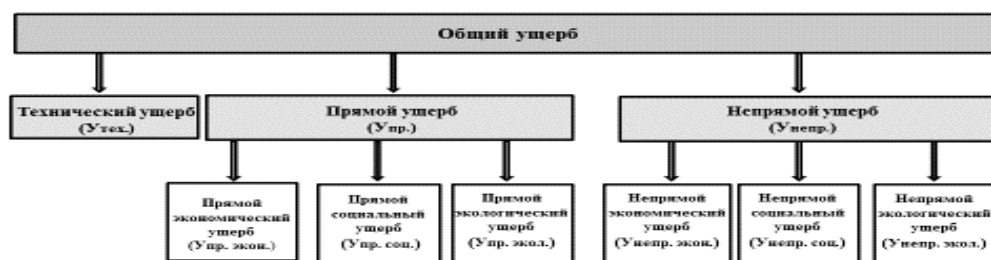 Общий ущерб
Технический ущерб
(Утех.)
Прямой ущерб
(Упр.)
Непрямой ущерб
(Унепр.)
Прямой
экономический
ущерб
(Упр. экон.)
Прямой
социальный
ущерб
(Упр. соц.)
Прямой
экологический
ущерб
(Упр. экол.)
Непрямой
экономический
ущерб
(Унепр. экон.)
Непрямой
социальный
ущерб
(Унепр. соц.)
Непрямой
экологический
ущерб
(Унепр. экол.)